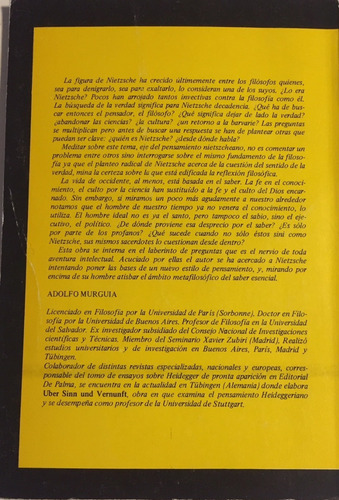 La figura de Nietzsche ha crecido últimemente entre los filósofos quienes,
sea para denigrarlo, sea para exaltarlo, lo consideran uno de los suyos. ¿Lo era
Nietzsche? Pocos han arrojado tantos invectivas contra la filosofía como él.
La búsqueda de la verdad significa para Nietzsche decadencia. ¿Qué ha de bus-
car entonces el pensador, el filósofo? ¿Qué significa dejar de lado la verdad?
¿abandonar las ciencias? ¿la cultura? ¿un retorno a la barbarie? Las preguntas
se multiplican pero antes de buscar una respuesta se han de plantear otras que
puedan ser clave: ¿quién es Nietzsche? ¿desde dónde habla?
Meditar sobre este tema, eje del pensamiento nietzscheano, no es comentar un
problema entre otros sino interrogarse sobre el mismo fundamento de la filoso-
fía ya que el planteo radical de Nietzsche acerca de la cuestión del sentido de la
verdad, mina la certeza sobre la que está edificada la reflexión filosófica.
La vida de occidente, al menos, está basada en el saber. La fe en el conoci-
miento, el culto por la ciencia han sustituido a la fe y el culto del Dios encar-
nado. Sin embargo, si miramos un poco más agudamente a nuestro alrededor
notamos que el hombre de nuestro tiempo ya no venera el conocimiento, lo
utiliza. El hombre ideal no es ya el santo, pero tampoco el sabio, sino el ejecu-
tivo, el político. ¿De dónde proviene esa desprecio por el saber? ¿Es sólo
por parte de los profanos? ¿Qué sucede cuando no sólo éstos sini como
Nietzsche, sus mismos sacerdotes lo cuestionan desde dentro?
Este obra se interna en el laberinto de preguntas que es el nervio de toda
aventura intelectual. Acuciado por ellas el autor se ha acercado a Nietzsche
intentando poner las bases de un nuevo estilo de pensamiento, y, mirando por
encima de su hombre atisbar el ámbito metafilosófico del saber esencial.
ADOLFO MURGUIA
Licenciado en Filosofía por la Universidad de París (Sorbonne), Doctor en Filo-
sofía por la Universidad de Buenos Aires. Profesor de Filosofía en la Universidad
del Salvador. Ex investigador subsidiado del Consejo Nacional de Investigaciones
científicas y Técnicas. Miembro del Seminario Xavier Zubiri (Madrid), Realizó
estudios universitarios y de investigación en Buenos Aires, París, Madrid y
Tübingen.
Colaborador de distintas revistas especializadas, nacionales y europeas, corres-
ponsable del tomo de ensayos sobre Heidegger de pronta aparición en Editorial
De Palma, se encuentra en la actualidad en Tübingen (Alemania) donde elabora
Uber Sinn und Vernunft, obra en que examina el pensamiento Heideggeriano
y se desempeña como profesor de la Universidad de Stuttgart.